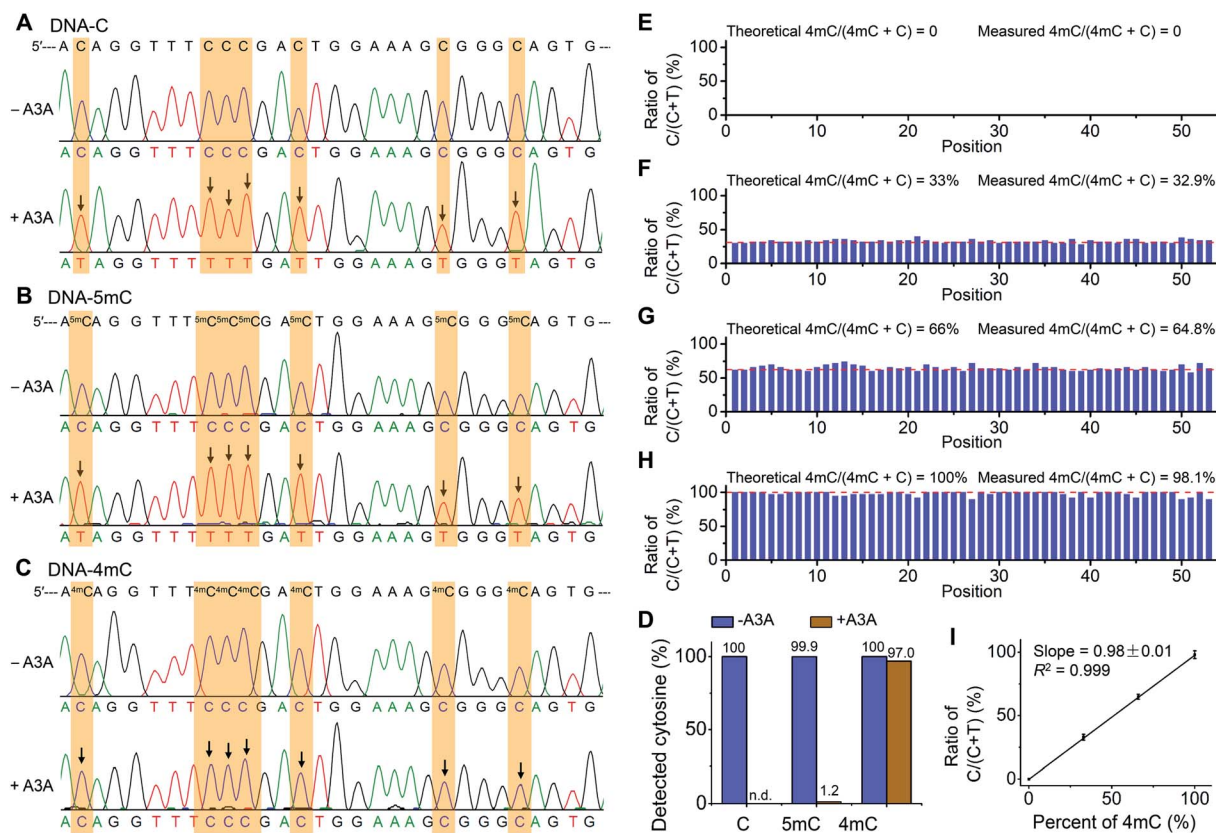 A
DNA-C
5′---A C A G G T T T C C C G A C T G G A A A G C G G G C A G T G---
– A3A
A C A G G T T T C C C G A C T G G A A A G C G G G C A G T G
+ A3A
A T A G G T T T T T T G A T T G G A A A G T G G G T A G T G
B
DNA-5mC
5′---A 5mC A G G T T T 5mC 5mC 5mC G A 5mC T G G A A A G 5mC G G G 5mC A G T G---
– A3A
A C A G G T T T C C C G A C T G G A A A G C G G G C A G T G
+ A3A
A T A G G T T T T T T G A T T G G A A A G T G G G T A G T G
C
DNA-4mC
5′---A 4mC A G G T T T 4mC 4mC 4mC G A 4mC T G G A A A G 4mC G G G 4mC A G T G---
– A3A
A C A G G T T T C C C G A C T G G A A A G C G G G C A G T G
+ A3A
A C A G G T T T C C C G A C T G G A A A G C G G G C A G T G
D
-A3A +A3A
Detected cytosine (%)
100
50
0
100 n.d.
99.9 1.2
100 97.0
C 5mC 4mC
E
Theoretical 4mC/(4mC + C) = 0 Measured 4mC/(4mC + C) = 0
Ratio of
C/(C+T) (%)
100
50
0
0 10 20 30 40 50
Position
F
Theoretical 4mC/(4mC + C) = 33% Measured 4mC/(4mC + C) = 32.9%
Ratio of
C/(C+T) (%)
100
50
0
0 10 20 30 40 50
Position
G
Theoretical 4mC/(4mC + C) = 66% Measured 4mC/(4mC + C) = 64.8%
Ratio of
C/(C+T) (%)
100
50
0
0 10 20 30 40 50
Position
H
Theoretical 4mC/(4mC + C) = 100% Measured 4mC/(4mC + C) = 98.1%
Ratio of
C/(C+T) (%)
100
50
0
0 10 20 30 40 50
Position
I
Slope = 0.98±0.01
R² = 0.999
Ratio of
C/(C+T) (%)
100
50
0
0 50 100
Percent of 4mC (%)